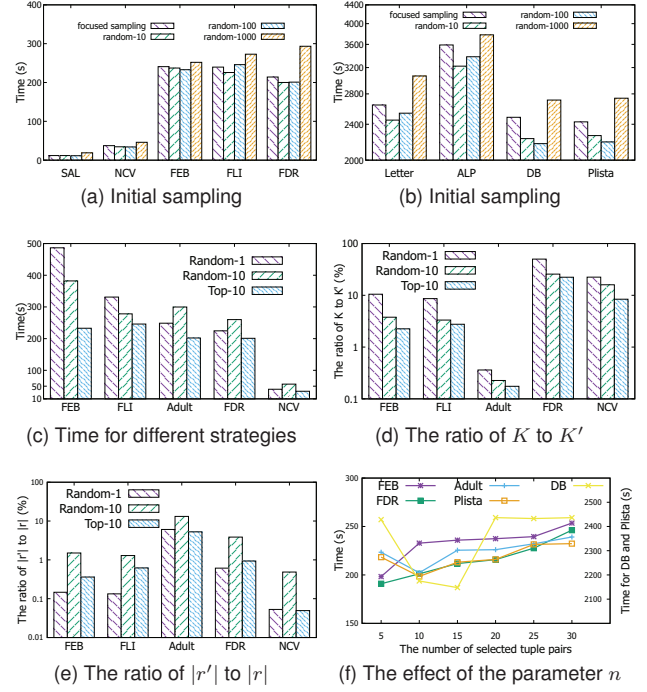 focused sampling
random-10
random-100
random-1000
Time (s)
400
300
200
100
0
SAL NCV FEB FLI FDR
(a) Initial sampling
focused sampling
random-10
random-100
random-1000
Time (s)
4400
3600
2400
2000
Letter ALP DB Plista
(b) Initial sampling
Random-1
Random-10
Top-10
Time(s)
500
400
300
200
100
50
10
FEB FLI Adult FDR NCV
(c) Time for different strategies
Random-1
Random-10
Top-10
The ratio of K to K' (%)
100
10
1
0.1
FEB FLI Adult FDR NCV
(d) The ratio of K to K′
Random-1
Random-10
Top-10
The ratio of |r'| to |r| (%)
100
10
1
0.1
0.01
FEB FLI Adult FDR NCV
(e) The ratio of |r′| to |r|
FEB Adult DB
FDR Plista
Time (s)
300
250
200
150
Time for DB and Plista (s)
2500
2400
2300
2200
2100
5 10 15 20 25 30
The number of selected tuple pairs
(f) The effect of the parameter n